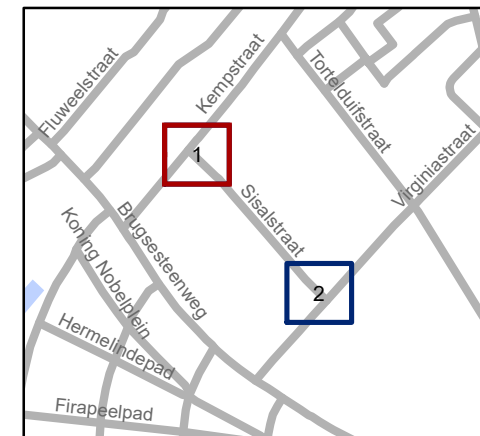 Fluweelstraat
Kempstraat
Tortelduifstraat
1
Virginiastraat
Sisalstraat
Koning Nobelplein
Brugsesteenweg
2
Hermelindepad
Firapeelpad